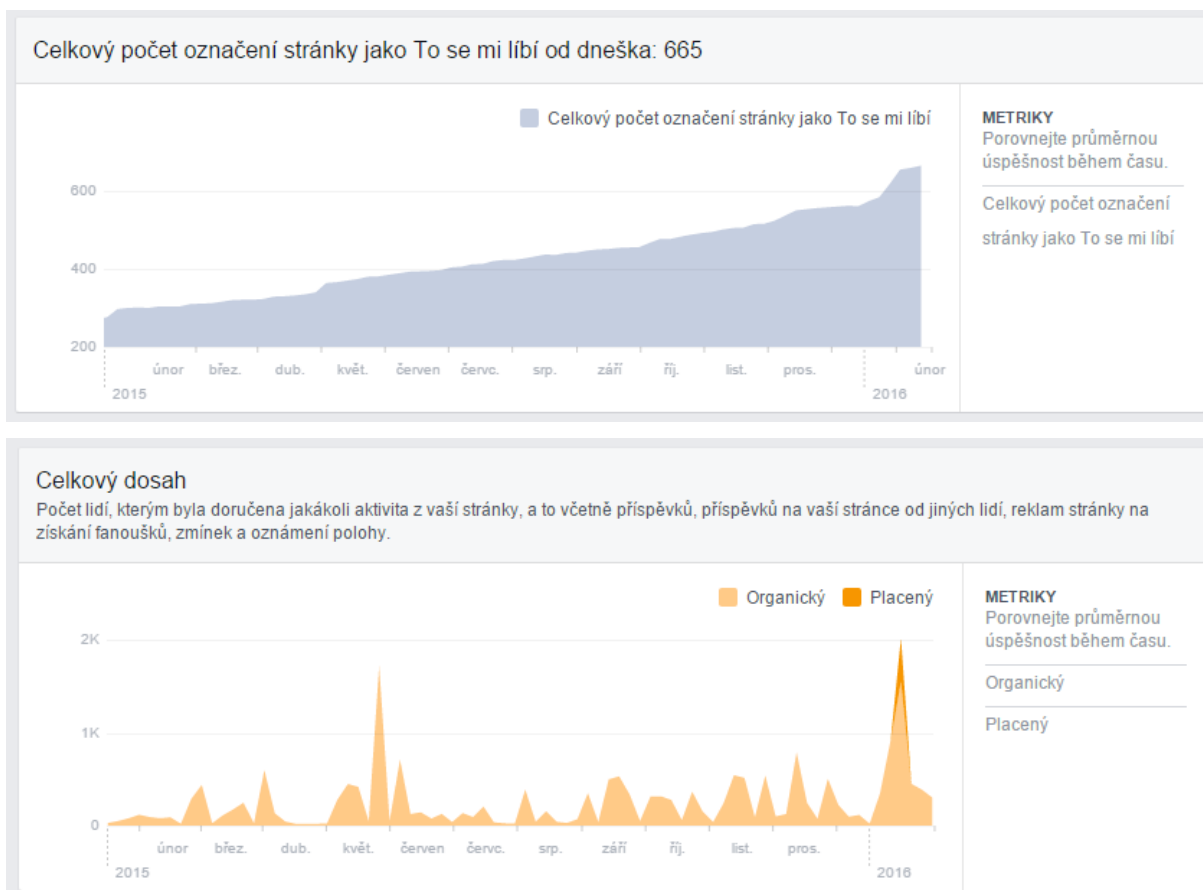 Celkový počet označení stránky jako To se mi líbí od dneška: 665
Celkový počet označení stránky jako To se mi líbí
METRIKY
Porovnejte průměrnou
úspěšnost během času.
Celkový počet označení
stránky jako To se mi líbí
600
400
200
únor břez. dub. květ. červen červc. srp. září říj. list. pros. únor
2015 2016
Celkový dosah
Počet lidí, kterým byla doručena jakákoli aktivita z vaší stránky, a to včetně příspěvků, příspěvků na vaší stránce od jiných lidí, reklam stránky na
získání fanoušků, zmínek a oznámení polohy.
Organický Placený
METRIKY
Porovnejte průměrnou
úspěšnost během času.
Organický
Placený
2K
1K
0
únor břez. dub. květ. červen červc. srp. září říj. list. pros.
2015 2016